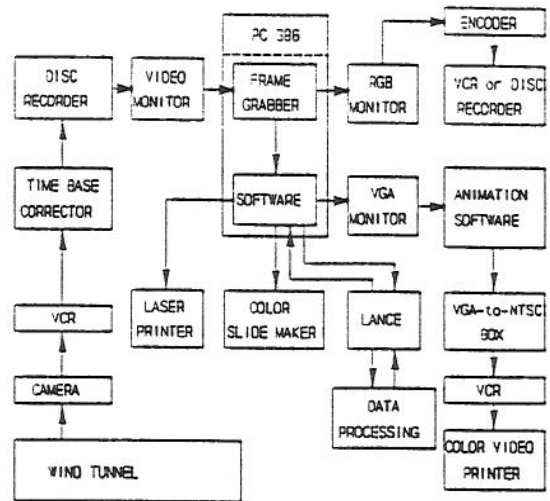 PC 386
ENCODER
DISC
RECORDER
VIDEO
MONITOR
FRAME
GRABBER
RGB
MONITOR
VCR or DISC
RECORDER
TIME BASE
CORRECTOR
SOFTWARE
VGA
MONITOR
ANIMATION
SOFTWARE
VCR
LASER
PRINTER
COLOR
SLIDE MAKER
LANCE
VGA-to-NTSC
BOX
CAMERA
DATA
PROCESSING
VCR
WIND TUNNEL
COLOR VIDEO
PRINTER